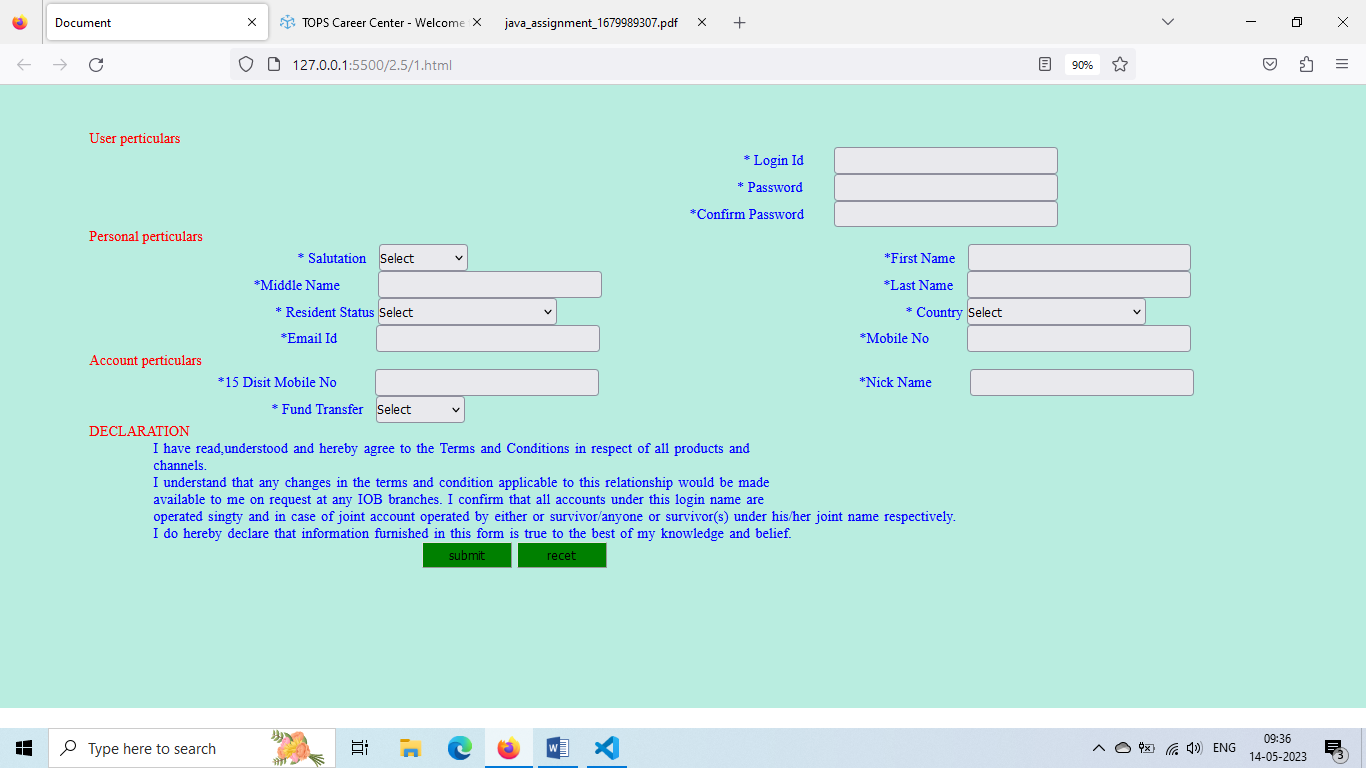 Document
TOPS Career Center - Welcome
java_assignment_1679989307.pdf
127.0.0.1:5500/2.5/1.html
90%
User perticulars
* Login Id
* Password
*Confirm Password
Personal perticulars
* Salutation Select *First Name
*Middle Name *Last Name
* Resident Status Select * Country Select
*Email Id *Mobile No
Account perticulars
*15 Disit Mobile No *Nick Name
* Fund Transfer Select
DECLARATION
I have read,understood and hereby agree to the Terms and Conditions in respect of all products and
channels.
I understand that any changes in the terms and condition applicable to this relationship would be made
available to me on request at any IOB branches. I confirm that all accounts under this login name are
operated singty and in case of joint account operated by either or survivor/anyone or survivor(s) under his/her joint name respectively.
I do hereby declare that information furnished in this form is true to the best of my knowledge and belief.
submit recet
Type here to search
ENG
09:36
14-05-2023
3